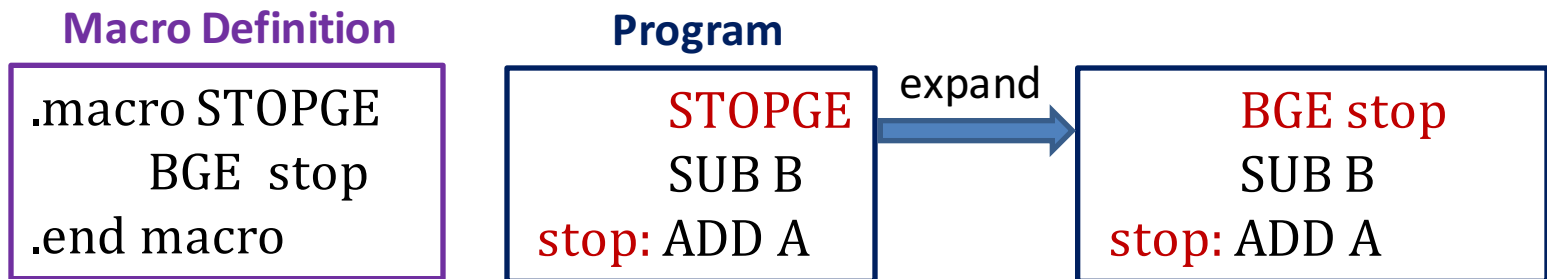 Macro Definition
.macro STOPGE
BGE stop
.end macro
Program
STOPGE
SUB B
stop: ADD A
expand
BGE stop
SUB B
stop: ADD A